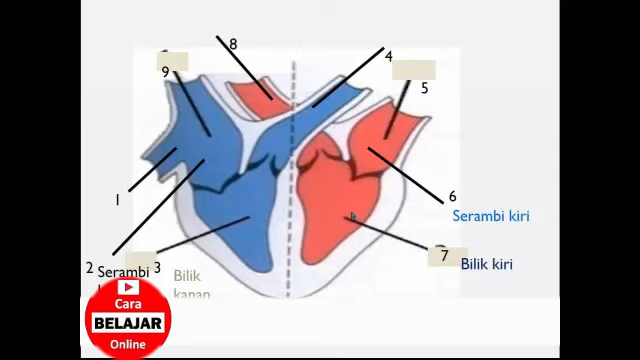 8
4
9
5
1
6
Serambi kiri
7
Bilik kiri
2 Serambi 3
Bilik
kanan
Cara
BELAJAR
Online